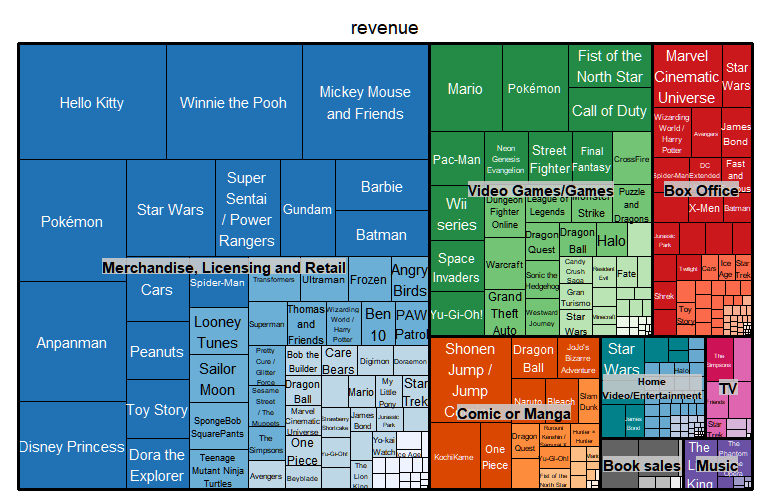 revenue
Hello Kitty
Winnie the Pooh
Mickey Mouse
and Friends
Pokémon
Star Wars
Super
Sentai
/ Power
Rangers
Gundam
Barbie
Batman
Merchandise, Licensing and Retail
Anpanman
Disney Princess
Cars
Peanuts
Toy Story
Dora the
Explorer
Spider-Man
Looney
Tunes
Sailor
Moon
SpongeBob
SquarePants
Teenage
Mutant Ninja
Turtles
Transformers
Ultraman
Frozen
Angry
Birds
Superman
Thomas
and
Friends
Wizarding
World /
Harry
Potter
Ben
10
PAW
Patrol
Pretty
Cure /
Glitter
Force
Bob the
Builder
Care
Bears
Digimon
Doraemon
Sesame
Street
/ The
Muppets
Dragon
Ball
Mario
My
Little
Pony
Star
Trek
The
Simpsons
Marvel
Cinematic
Universe
Strawberry
Shortcake
James
Bond
Jurassic
Park
One
Piece
Yu-Gi-Oh!
Yo-kai
Watch
Ice Age
Avengers
Beyblade
The
Lion
King
Mario
Pokémon
Fist of the
North Star
Call of Duty
Pac-Man
Neon
Genesis
Evangelion
Street
Fighter
Final
Fantasy
CrossFire
Video Games/Games
Wii
series
Dungeon
Fighter
Online
League of
Legends
Monster
Strike
Puzzle
and
Dragons
Space
Invaders
Warcraft
Dragon
Quest
Dragon
Ball
Halo
Yu-Gi-Oh!
Grand
Theft
Auto
Sonic the
Hedgehog
Westward
Journey
Candy
Crush
Saga
Resident
Evil
Fate
Gran
Turismo
Minecraft
Star
Wars
Marvel
Cinematic
Universe
Star
Wars
Wizarding
World /
Harry
Potter
Avengers
James
Bond
Spider-Man
DC
Extended
Fast
and
Box Office
X-Men
Batman
Jurassic
Park
Shrek
Twilight
Cars
Ice
Age
Star
Trek
Toy
Story
Shonen
Jump /
Jump
Dragon
Ball
JoJo's
Bizarre
Adventure
Naruto
Bleach
Slam
Dunk
Comic or Manga
KochiKame
One
Piece
Dragon
Quest
Rurouni
Kenshin /
Hunter ×
Hunter
Yu-Gi-Oh!
Mario
Fist of the
North Star
Star
Wars
Halo
Home
Video/Entertainment
James
Bond
The
Simpsons
TV
Friends
Star
Trek
Book sales
The
Lion
King
The
Phantom
Opera
Music